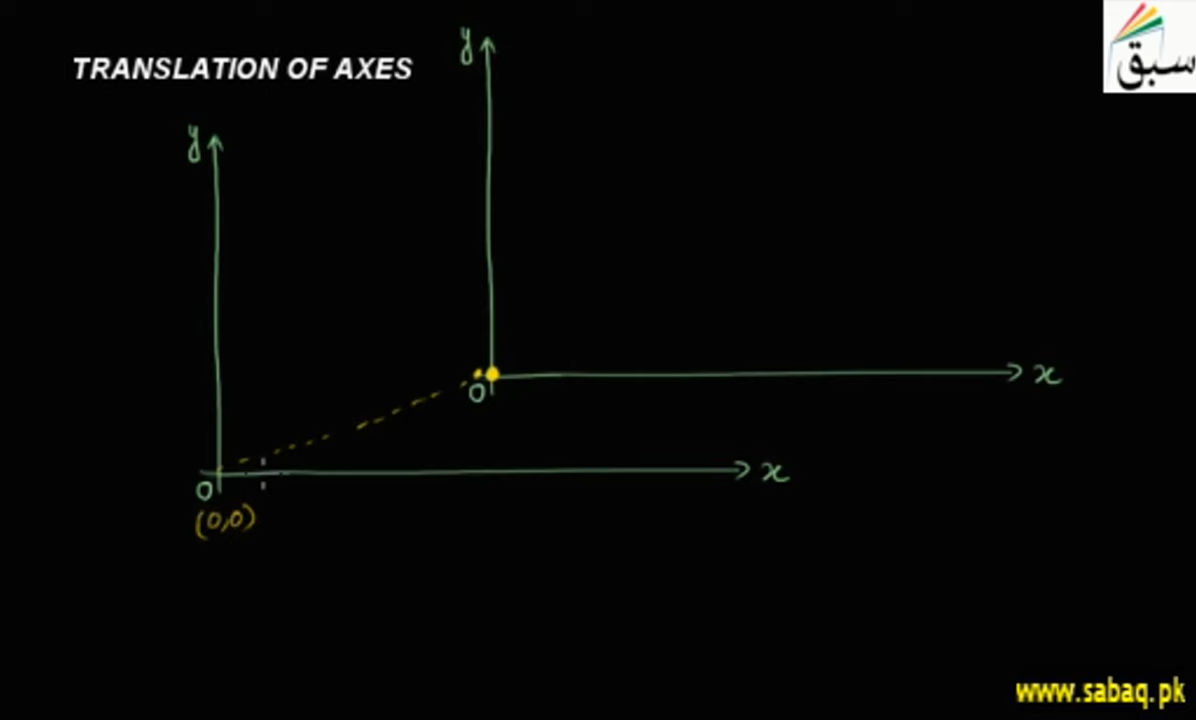 سبق
TRANSLATION OF AXES
y
y
x
O
x
O
(0,0)
www.sabaq.pk